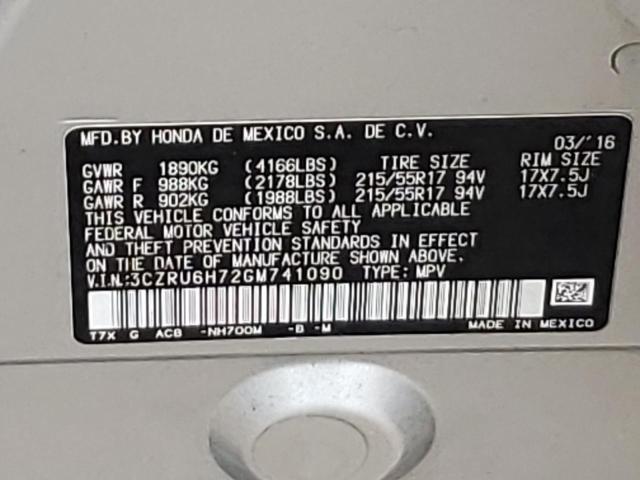 MFD.BY HONDA DE MEXICO S.A. DE C.V. 03/'16
GVWR 1890KG (4166LBS) TIRE SIZE RIM SIZE
GAWR F 988KG (2178LBS) 215/55R17 94V 17X7.5J
GAWR R 902KG (1988LBS) 215/55R17 94V 17X7.5J
THIS VEHICLE CONFORMS TO ALL APPLICABLE
FEDERAL MOTOR VEHICLE SAFETY
AND THEFT PREVENTION STANDARDS IN EFFECT
ON THE DATE OF MANUFACTURE SHOWN ABOVE.
V.I.N.:3CZRU6H72GM741090 TYPE: MPV
T7X G ACB -NH700M -B -M MADE IN MEXICO